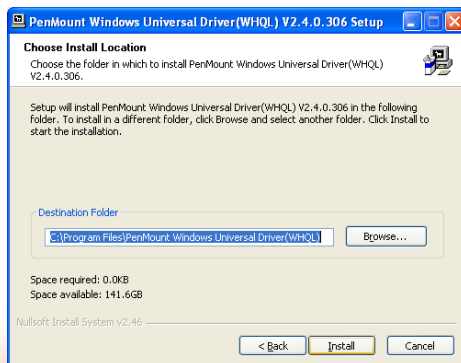 PenMount Windows Universal Driver(WHQL) V2.4.0.306 Setup
Choose Install Location
Choose the folder in which to install PenMount Windows Universal Driver(WHQL)
V2.4.0.306.
Setup will install PenMount Windows Universal Driver(WHQL) V2.4.0.306 in the following
folder. To install in a different folder, click Browse and select another folder. Click Install to
start the installation.
Destination Folder
C:\Program Files\PenMount Windows Universal Driver(WHQL)
Browse...
Space required: 0.0KB
Space available: 141.6GB
Nullsoft Install System v2.46
< Back Install Cancel